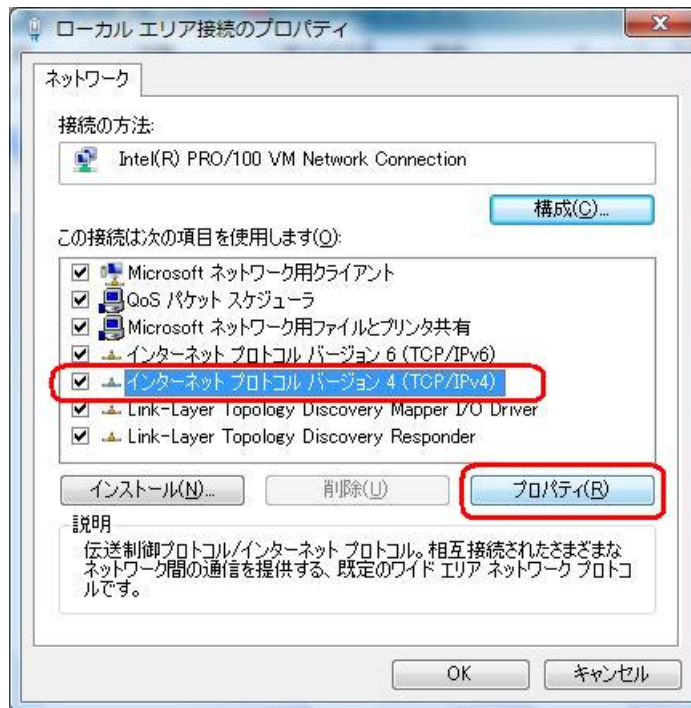 ローカル エリア接続のプロパティ
ネットワーク
接続の方法:
Intel(R) PRO/100 VM Network Connection
構成(C)...
この接続は次の項目を使用します(O):
Microsoft ネットワーク用クライアント
QoS パケット スケジューラ
Microsoft ネットワーク用ファイルとプリンタ共有
インターネット プロトコル バージョン 6 (TCP/IPv6)
インターネット プロトコル バージョン 4 (TCP/IPv4)
Link-Layer Topology Discovery Mapper I/O Driver
Link-Layer Topology Discovery Responder
インストール(N)...
削除(U)
プロパティ(R)
説明
伝送制御プロトコル/インターネット プロトコル。相互接続されたさまざまな
ネットワーク間の通信を提供する、既定のワイド エリア ネットワーク プロトコ
ルです。
OK
キャンセル